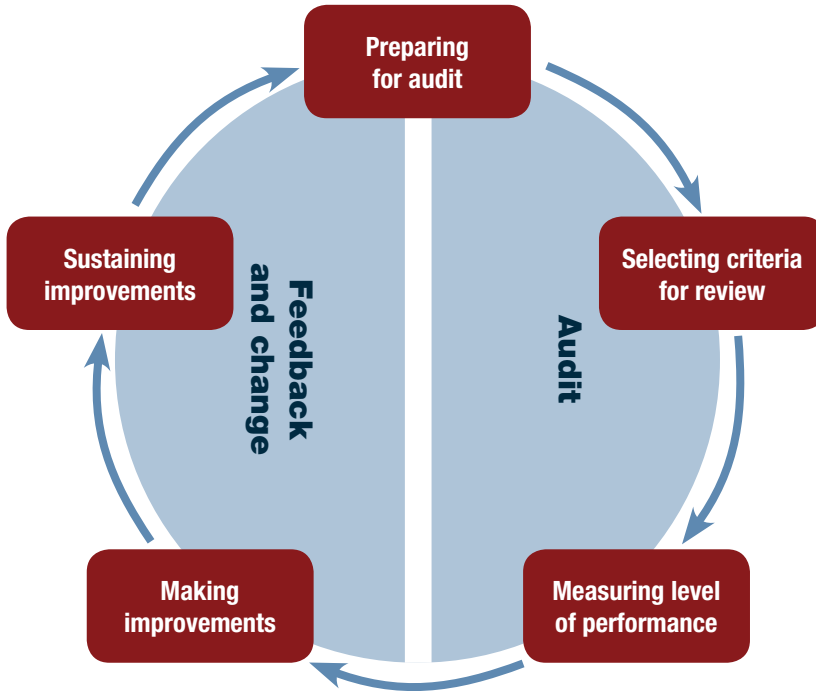 Preparing
for audit
Selecting criteria
for review
Measuring level
of performance
Making
improvements
Sustaining
improvements
Feedback
and change
Audit